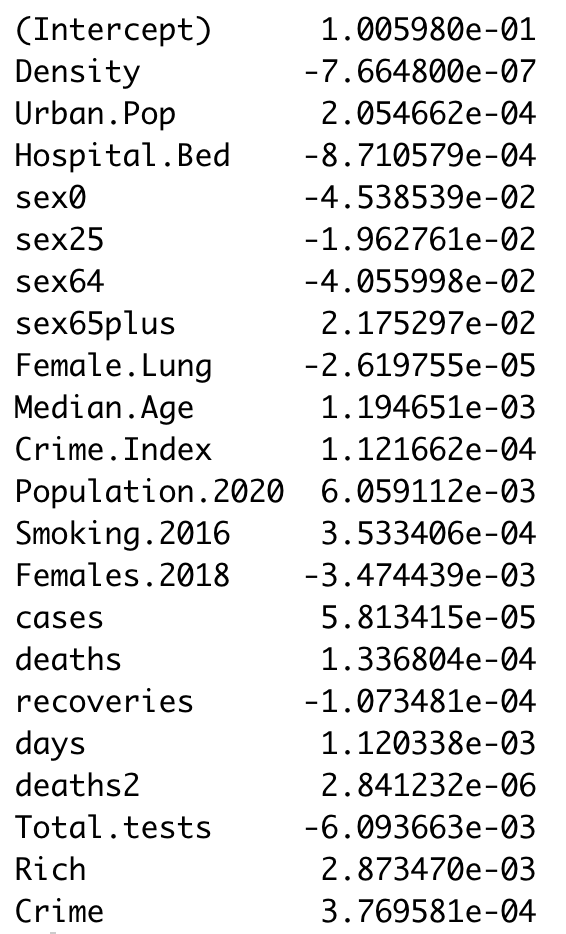 (Intercept) 1.005980e-01
Density -7.664800e-07
Urban.Pop 2.054662e-04
Hospital.Bed -8.710579e-04
sex0 -4.538539e-02
sex25 -1.962761e-02
sex64 -4.055998e-02
sex65plus 2.175297e-02
Female.Lung -2.619755e-05
Median.Age 1.194651e-03
Crime.Index 1.121662e-04
Population.2020 6.059112e-03
Smoking.2016 3.533406e-04
Females.2018 -3.474439e-03
cases 5.813415e-05
deaths 1.336804e-04
recoveries -1.073481e-04
days 1.120338e-03
deaths2 2.841232e-06
Total.tests -6.093663e-03
Rich 2.873470e-03
Crime 3.769581e-04